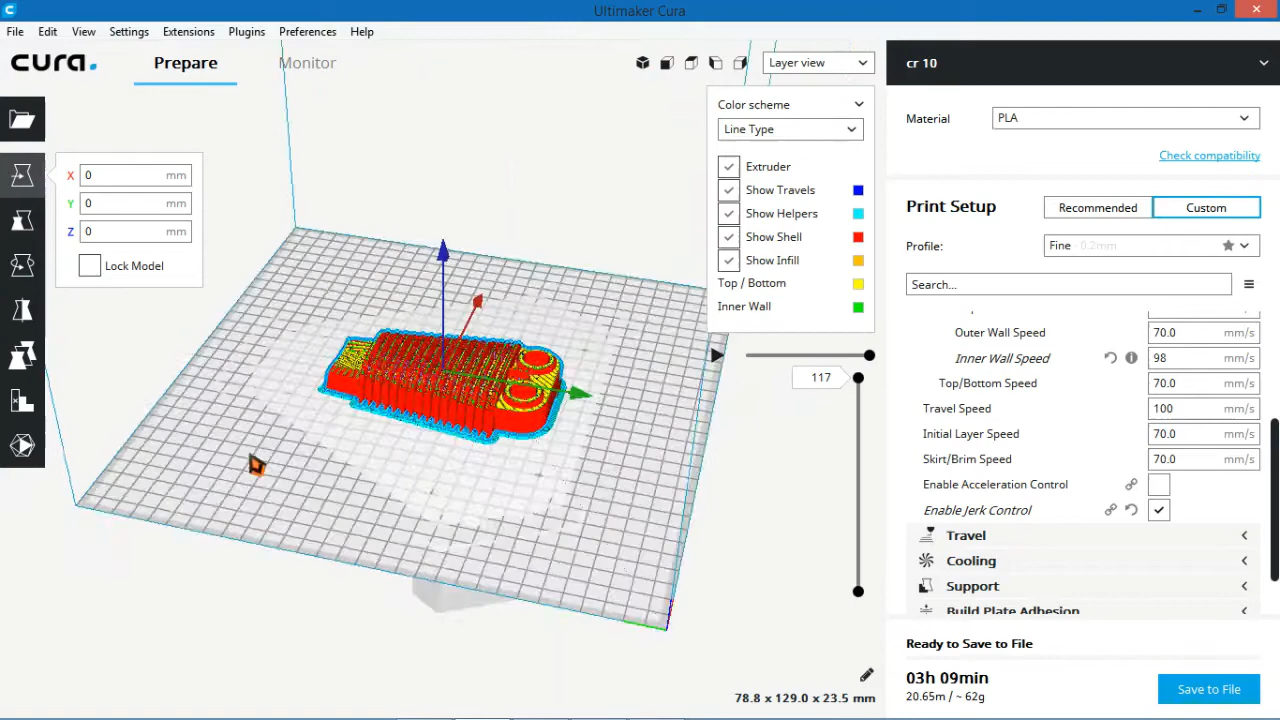 Ultimaker Cura
File Edit View Settings Extensions Plugins Preferences Help
cura. Prepare Monitor Layer view cr 10
Color scheme
Line Type
Material PLA
Check compatibility
Extruder
Show Travels
Show Helpers
Show Shell
Show Infill
Top / Bottom
Inner Wall
117
X 0 mm
Y 0 mm
Z 0 mm
Lock Model
Print Setup Recommended Custom
Profile: Fine 0.2mm
Search...
Outer Wall Speed 70.0 mm/s
Inner Wall Speed 98 mm/s
Top/Bottom Speed 70.0 mm/s
Travel Speed 100 mm/s
Initial Layer Speed 70.0 mm/s
Skirt/Brim Speed 70.0 mm/s
Enable Acceleration Control
Enable Jerk Control
Travel
Cooling
Support
Build Plate Adhesion
Ready to Save to File
03h 09min
20.65m / ~ 62g
Save to File
78.8 x 129.0 x 23.5 mm